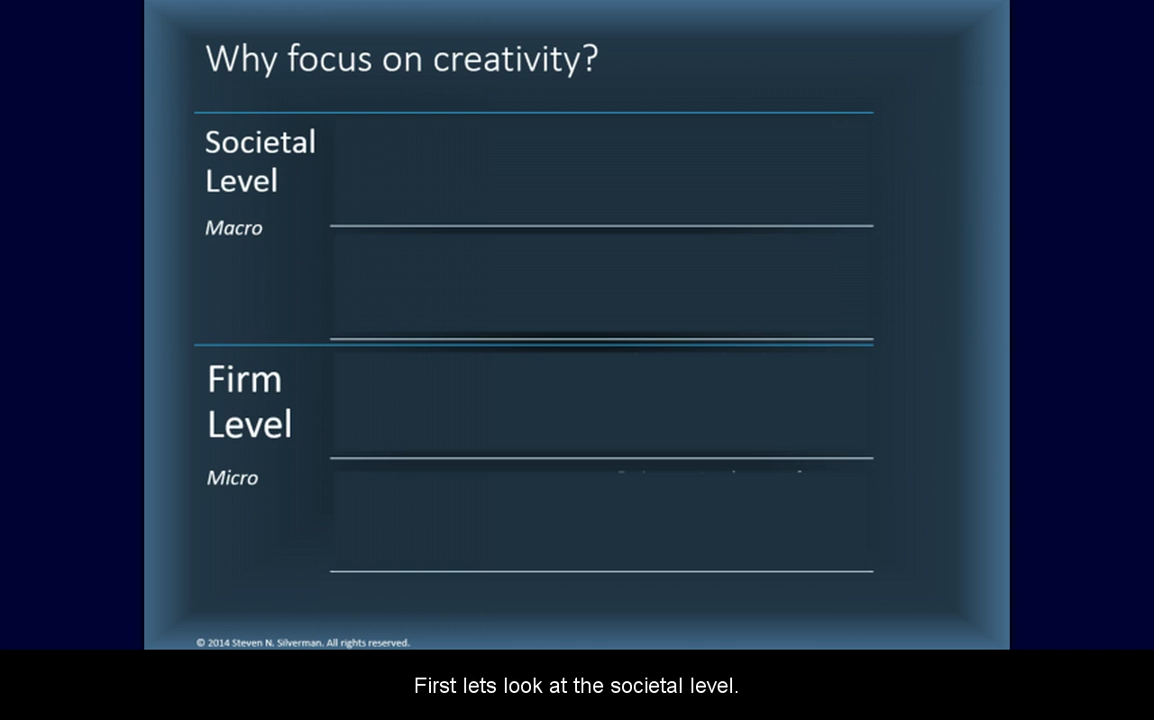 Why focus on creativity?
Societal
Level
Macro
Firm
Level
Micro
© 2014 Steven N. Silverman. All rights reserved.
First lets look at the societal level.